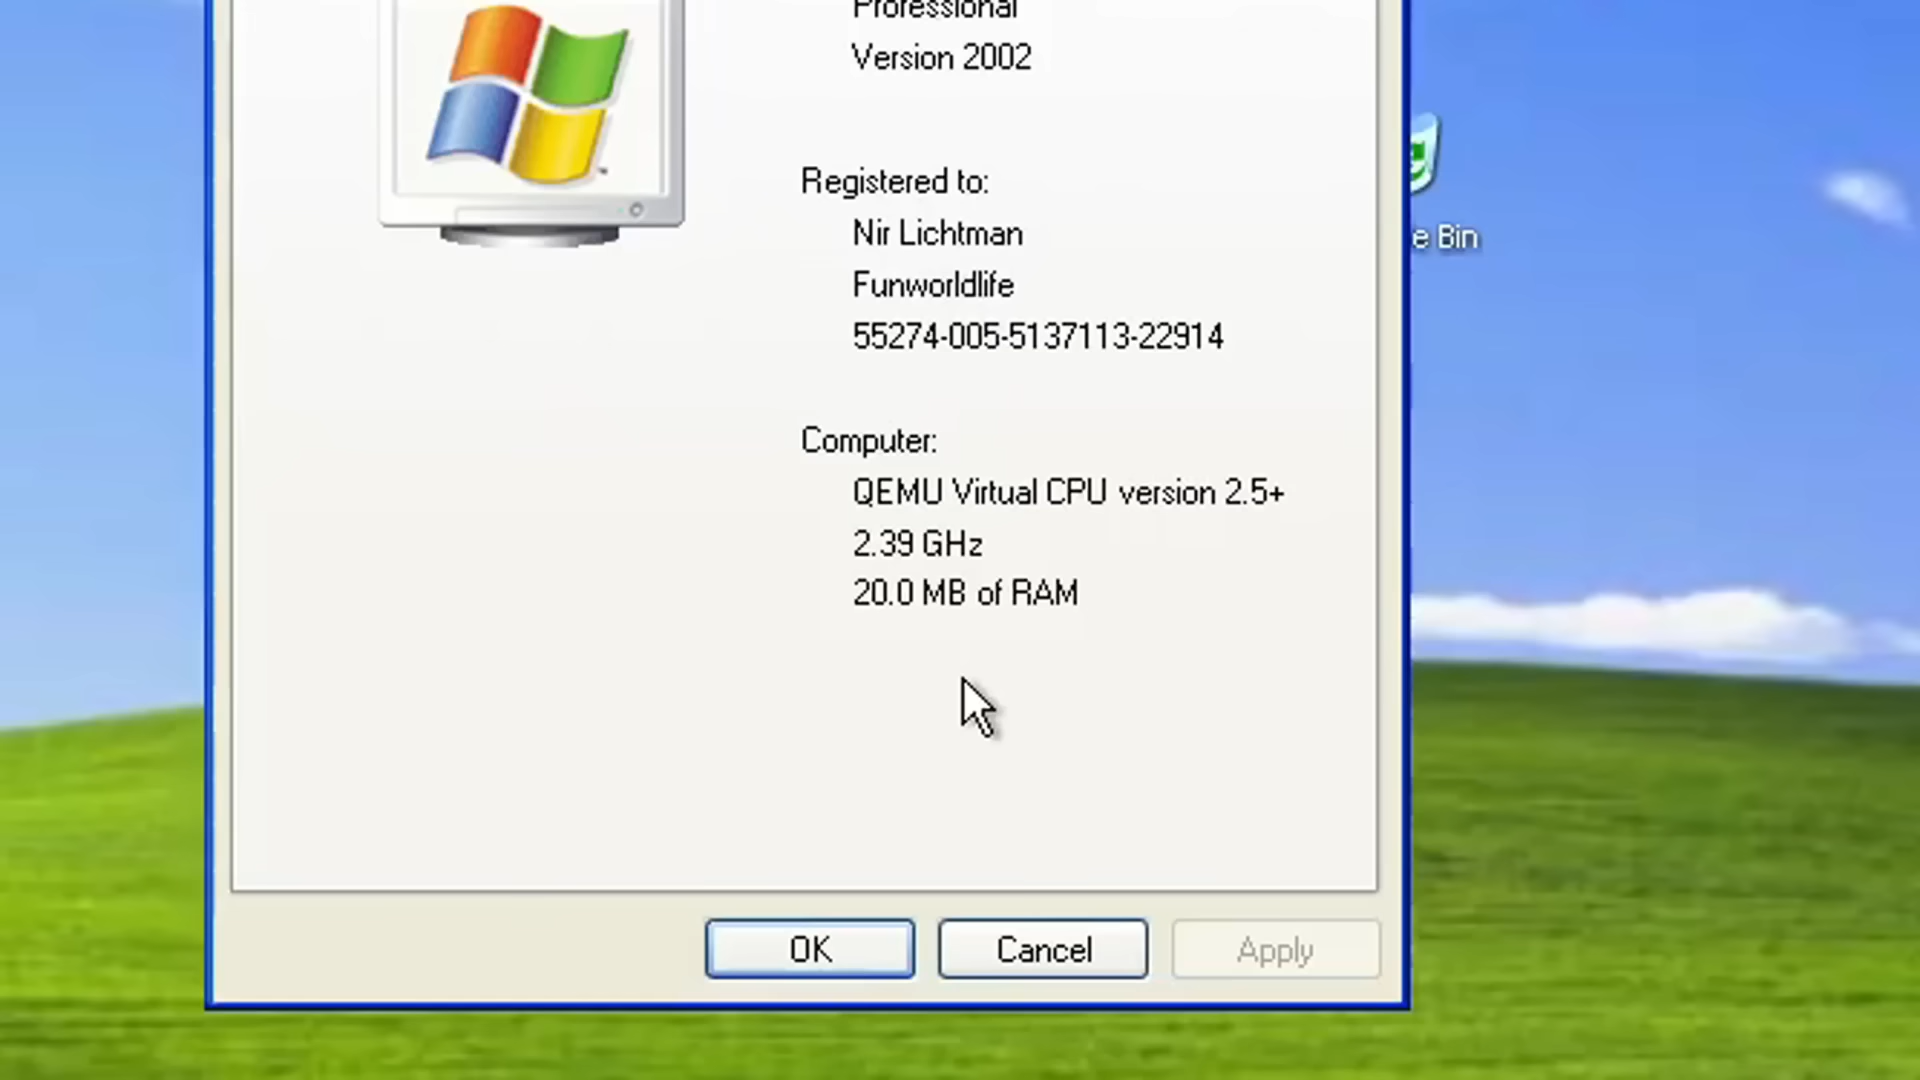 Professional
Version 2002
Registered to:
Nir Lichtman
Funworldlife
55274-005-5137113-22914
e Bin
Computer:
QEMU Virtual CPU version 2.5+
2.39 GHz
20.0 MB of RAM
OK
Cancel
Apply